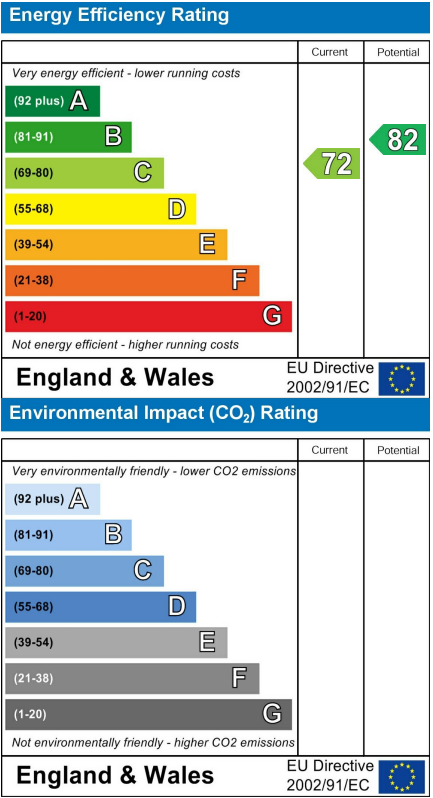 Energy Efficiency Rating
Current Potential
Very energy efficient - lower running costs
(92 plus) A
(81-91) B
(69-80) C
(55-68) D
(39-54) E
(21-38) F
(1-20) G
72
82
Not energy efficient - higher running costs
England & Wales
EU Directive
2002/91/EC
Environmental Impact (CO₂) Rating
Current Potential
Very environmentally friendly - lower CO2 emissions
(92 plus) A
(81-91) B
(69-80) C
(55-68) D
(39-54) E
(21-38) F
(1-20) G
Not environmentally friendly - higher CO2 emissions
England & Wales
EU Directive
2002/91/EC